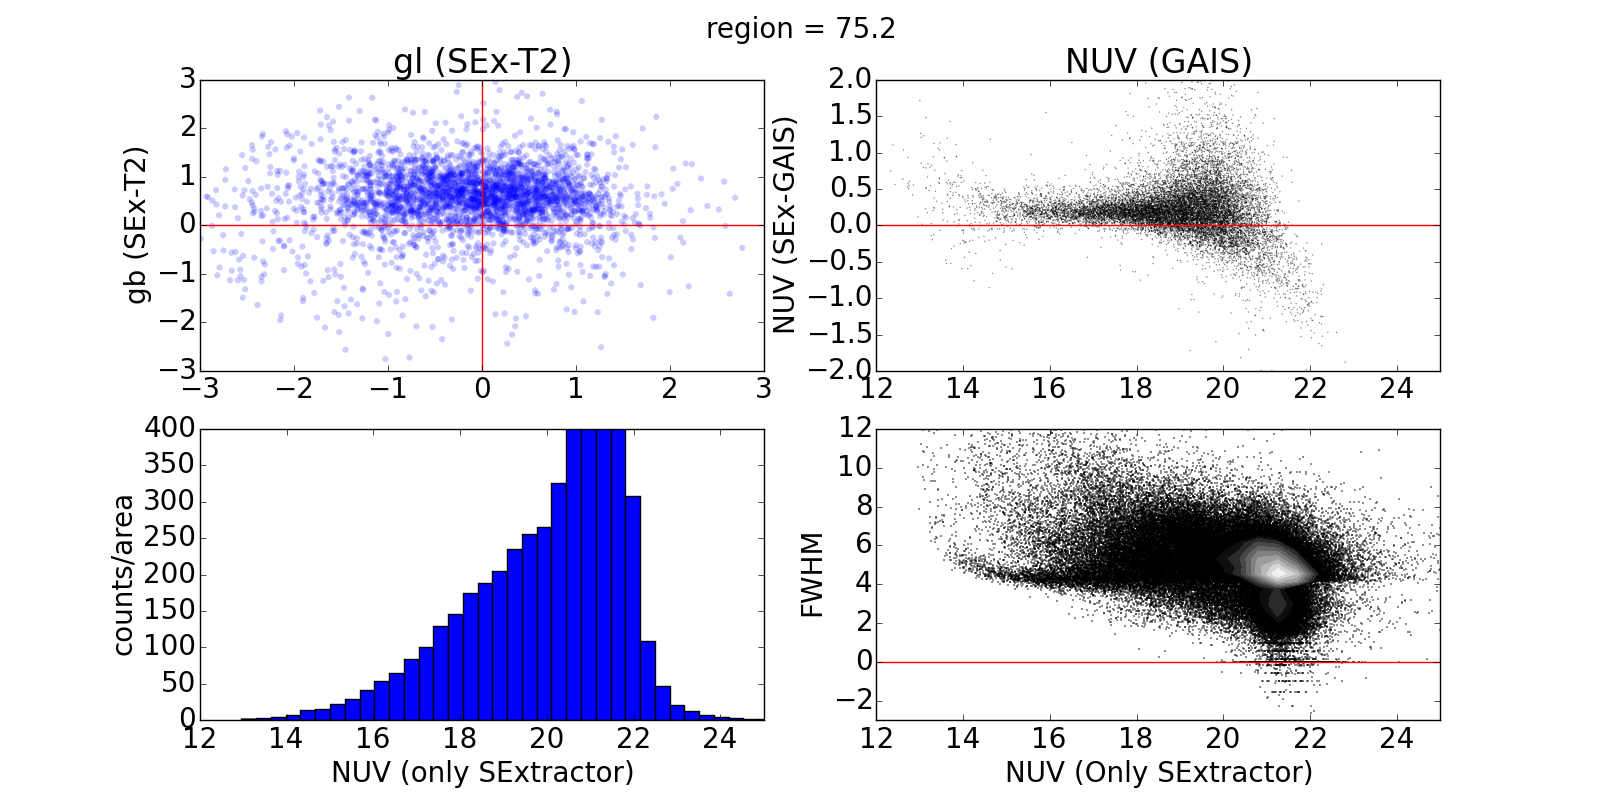 region = 75.2
gl (SEx-T2)
NUV (GAIS)
3
2
1
0
−1
−2
−3
gb (SEx-T2)
−3 −2 −1 0 1 2 3
2.0
1.5
1.0
0.5
0.0
−0.5
−1.0
−1.5
−2.0
NUV (SEx-GAIS)
12 14 16 18 20 22 24
400
350
300
250
200
150
100
50
0
counts/area
12 14 16 18 20 22 24
NUV (only SExtractor)
12
10
8
6
4
2
0
−2
FWHM
12 14 16 18 20 22 24
NUV (Only SExtractor)